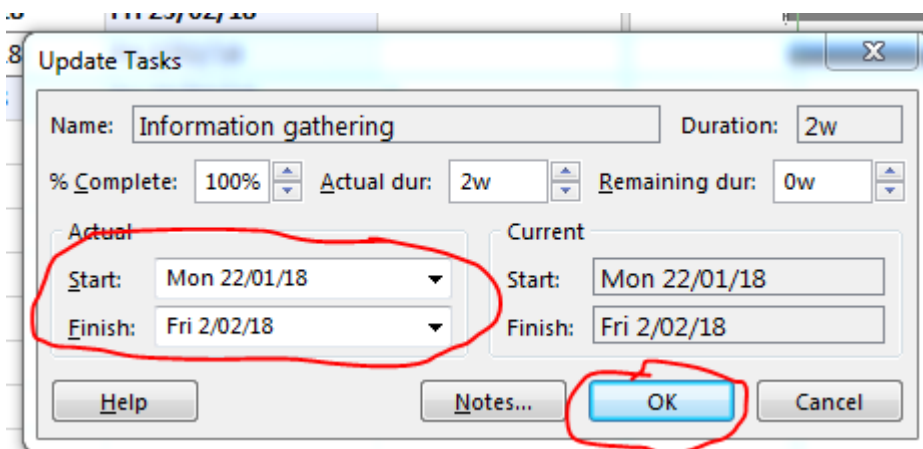 Update Tasks
Name: Information gathering Duration: 2w
% Complete: 100% Actual dur: 2w Remaining dur: 0w
Actual Current
Start: Mon 22/01/18 Start: Mon 22/01/18
Finish: Fri 2/02/18 Finish: Fri 2/02/18
Help Notes... OK Cancel